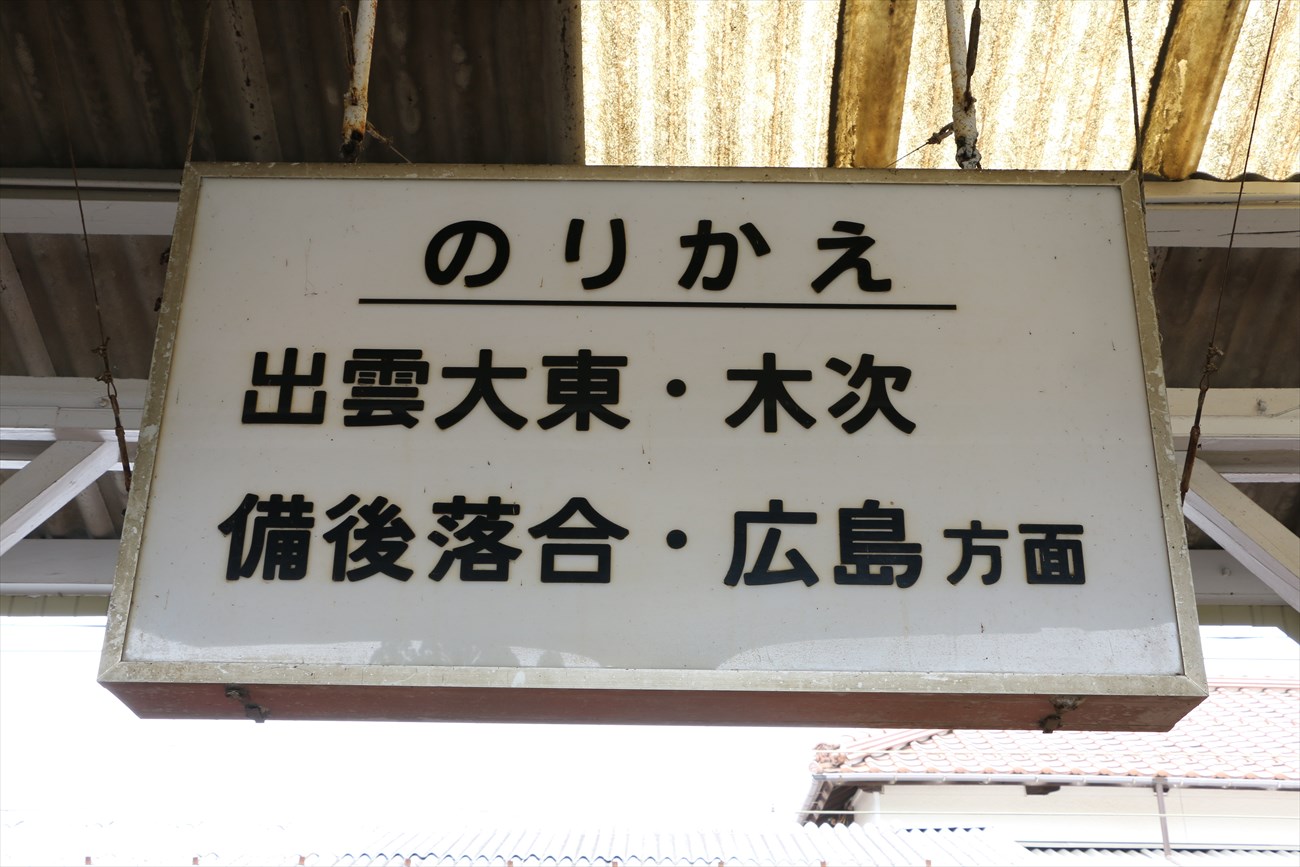 のりかえ
出雲大東・木次
備後落合・広島方面